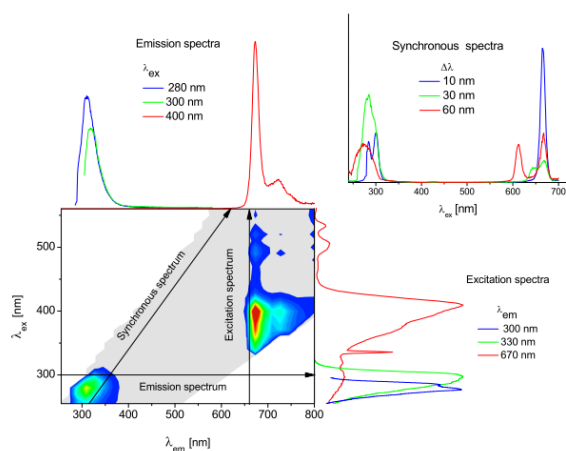 Emission spectra
λex
280 nm
300 nm
400 nm
Synchronous spectra
Δλ
10 nm
30 nm
60 nm
300 400 500 600 700
λex [nm]
500
400
300
λex [nm]
Synchronous spectrum
Excitation spectrum
Emission spectrum
300 400 500 600 700 800
λem [nm]
Excitation spectra
λem
300 nm
330 nm
670 nm